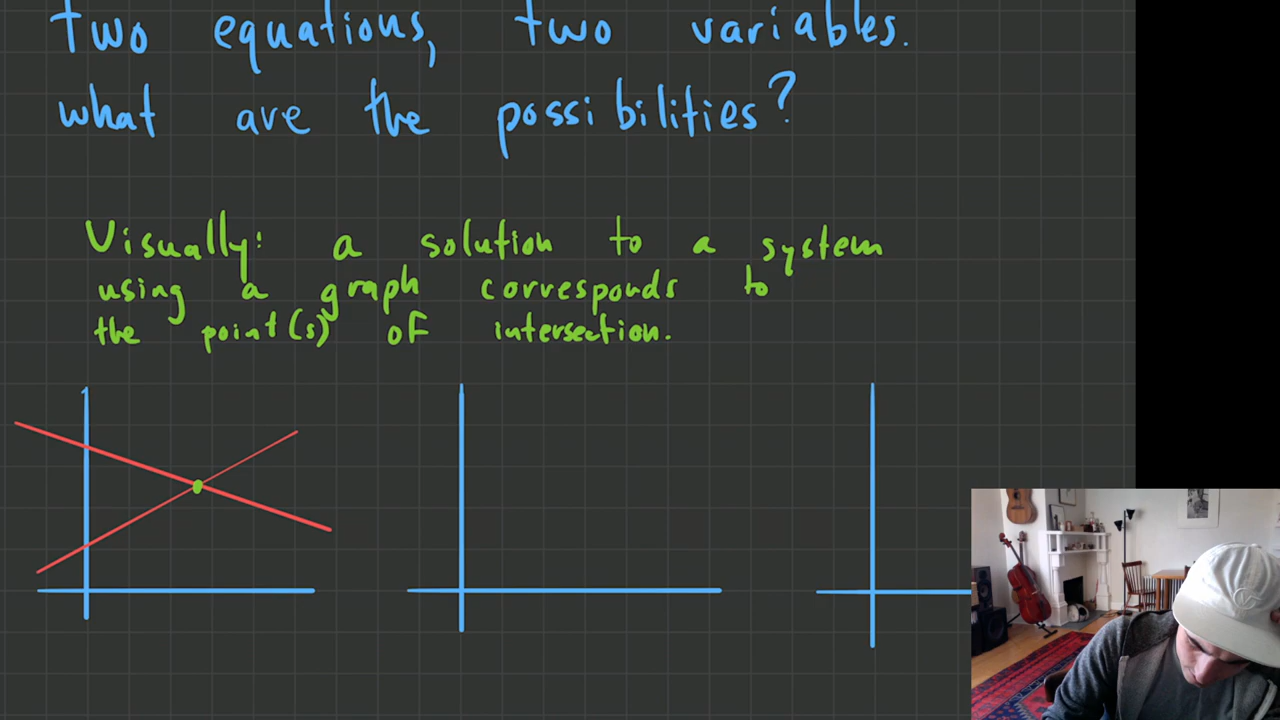 two equations, two variables.
what are the possibilities?
Visually: a solution to a system
using a graph corresponds to
the point(s) of intersection.